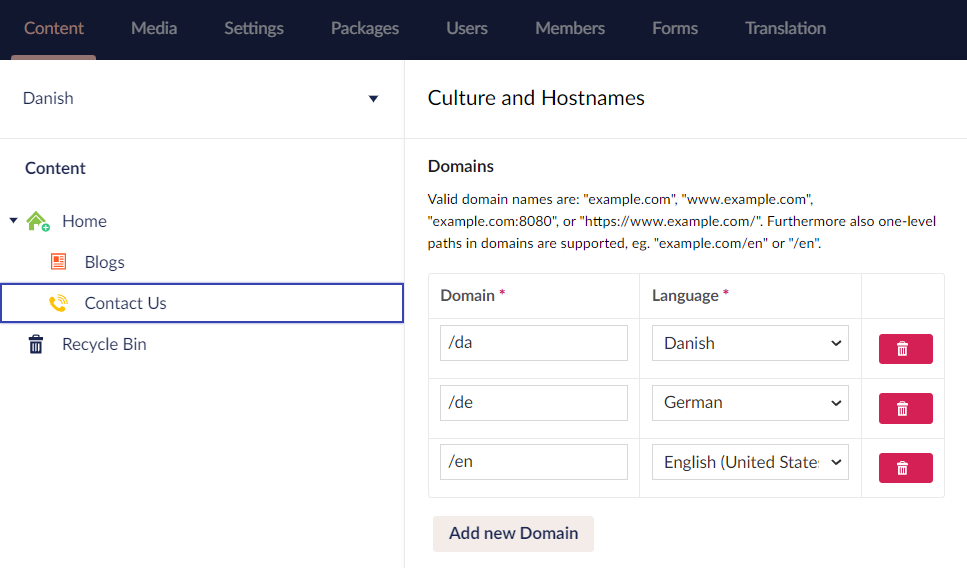 Content Media Settings Packages Users Members Forms Translation
Danish
Content
Home
Blogs
Contact Us
Recycle Bin
Culture and Hostnames
Domains
Valid domain names are: "example.com", "www.example.com",
"example.com:8080", or "https://www.example.com/". Furthermore also one-level
paths in domains are supported, eg. "example.com/en" or "/en".
Domain * Language *
/da Danish
/de German
/en English (United State
Add new Domain